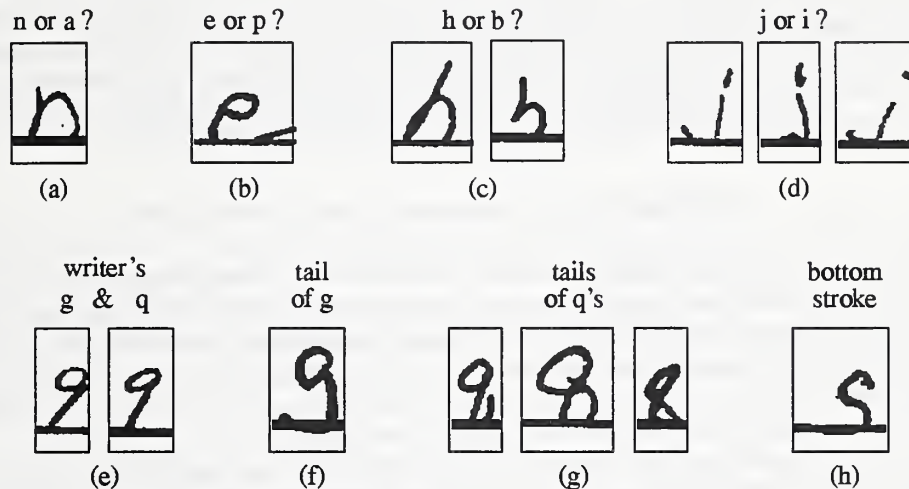 n or a ? e or p ? h or b ? j or i ?
(a) (b) (c) (d)
writer's tail tails bottom
g & q of g of q's stroke
(e) (f) (g) (h)